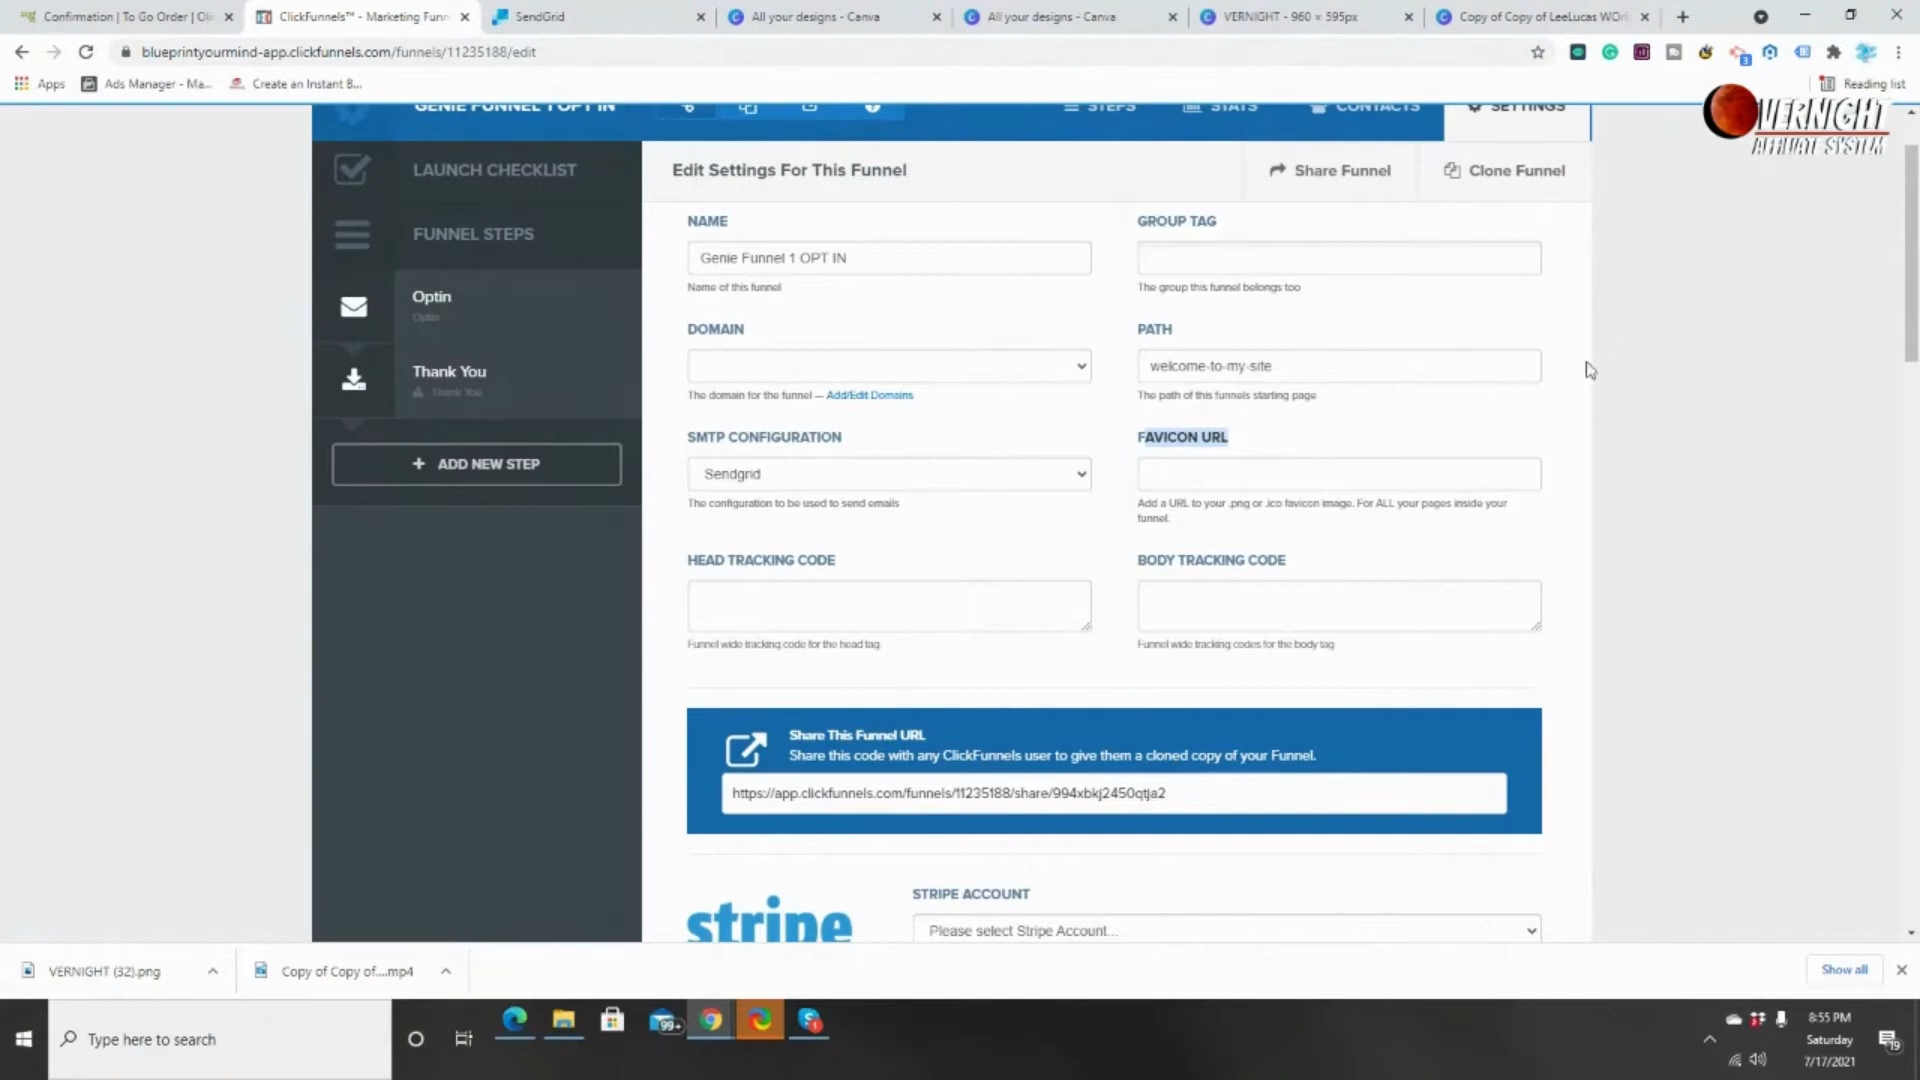 Confirmation | To Go Order | Oli
ClickFunnels™ - Marketing Funn
SendGrid
All your designs - Canva
All your designs - Canva
VERNIGHT - 960 × 595px
Copy of Copy of LeeLucas WOr
blueprintyourmind-app.clickfunnels.com/funnels/11235188/edit
Apps
Ads Manager - Ma...
Create an Instant B...
Reading list
GENIE FUNNEL 1 OPT IN
STEPS
STATS
CONTACTS
SETTINGS
VERNIGHT
AFFILIATE SYSTEM
LAUNCH CHECKLIST
FUNNEL STEPS
Optin
Optin
Thank You
Thank You
+ ADD NEW STEP
Edit Settings For This Funnel
Share Funnel
Clone Funnel
NAME
Genie Funnel 1 OPT IN
Name of this funnel
GROUP TAG
The group this funnel belongs too
DOMAIN
The domain for the funnel — Add/Edit Domains
PATH
welcome-to-my-site
The path of this funnels starting page
SMTP CONFIGURATION
Sendgrid
The configuration to be used to send emails
FAVICON URL
Add a URL to your .png or .ico favicon image. For ALL your pages inside your
funnel.
HEAD TRACKING CODE
Funnel wide tracking code for the head tag
BODY TRACKING CODE
Funnel wide tracking codes for the body tag
Share This Funnel URL
Share this code with any ClickFunnels user to give them a cloned copy of your Funnel.
https://app.clickfunnels.com/funnels/11235188/share/994xbkj2450qtja2
stripe
STRIPE ACCOUNT
Please select Stripe Account...
VERNIGHT (32).png
Copy of Copy of....mp4
Show all
Type here to search
99+
8:55 PM
Saturday
7/17/2021
19